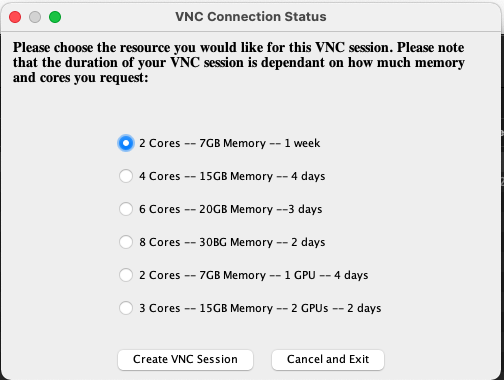 VNC Connection Status
Please choose the resource you would like for this VNC session. Please note
that the duration of your VNC session is dependant on how much memory
and cores you request:
2 Cores -- 7GB Memory -- 1 week
4 Cores -- 15GB Memory -- 4 days
6 Cores -- 20GB Memory --3 days
8 Cores -- 30BG Memory -- 2 days
2 Cores -- 7GB Memory -- 1 GPU -- 4 days
3 Cores -- 15GB Memory -- 2 GPUs -- 2 days
Create VNC Session
Cancel and Exit